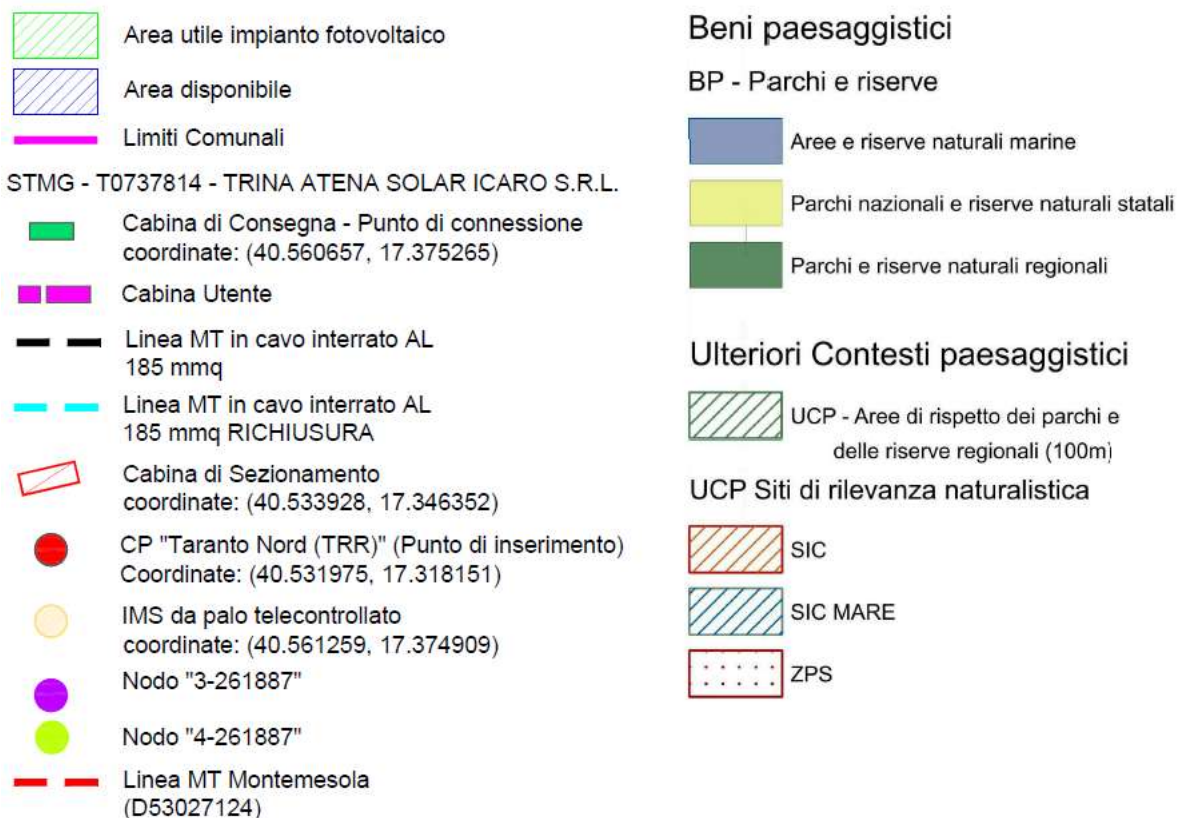 Area utile impianto fotovoltaico
Area disponibile
Limiti Comunali
STMG - T0737814 - TRINA ATENA SOLAR ICARO S.R.L.
Cabina di Consegna - Punto di connessione
coordinate: (40.560657, 17.375265)
Cabina Utente
Linea MT in cavo interrato AL
185 mmq
Linea MT in cavo interrato AL
185 mmq RICHIUSURA
Cabina di Sezionamento
coordinate: (40.533928, 17.346352)
CP "Taranto Nord (TRR)" (Punto di inserimento)
Coordinate: (40.531975, 17.318151)
IMS da palo telecontrollato
coordinate: (40.561259, 17.374909)
Nodo "3-261887"
Nodo "4-261887"
Linea MT Montemesola
(D53027124)
Beni paesaggistici
BP - Parchi e riserve
Aree e riserve naturali marine
Parchi nazionali e riserve naturali statali
Parchi e riserve naturali regionali
Ulteriori Contesti paesaggistici
UCP - Aree di rispetto dei parchi e
delle riserve regionali (100m)
UCP Siti di rilevanza naturalistica
SIC
SIC MARE
ZPS